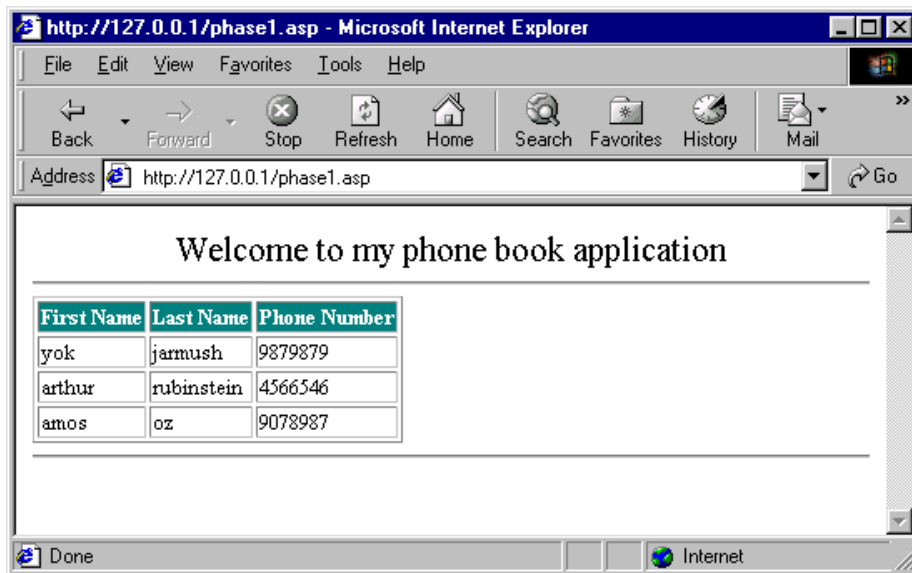 http://127.0.0.1/phase1.asp - Microsoft Internet Explorer
File Edit View Favorites Tools Help
Back Forward Stop Refresh Home Search Favorites History Mail »
Address http://127.0.0.1/phase1.asp Go
Welcome to my phone book application
First Name Last Name Phone Number
yok jarmush 9879879
arthur rubinstein 4566546
amos oz 9078987
Done Internet